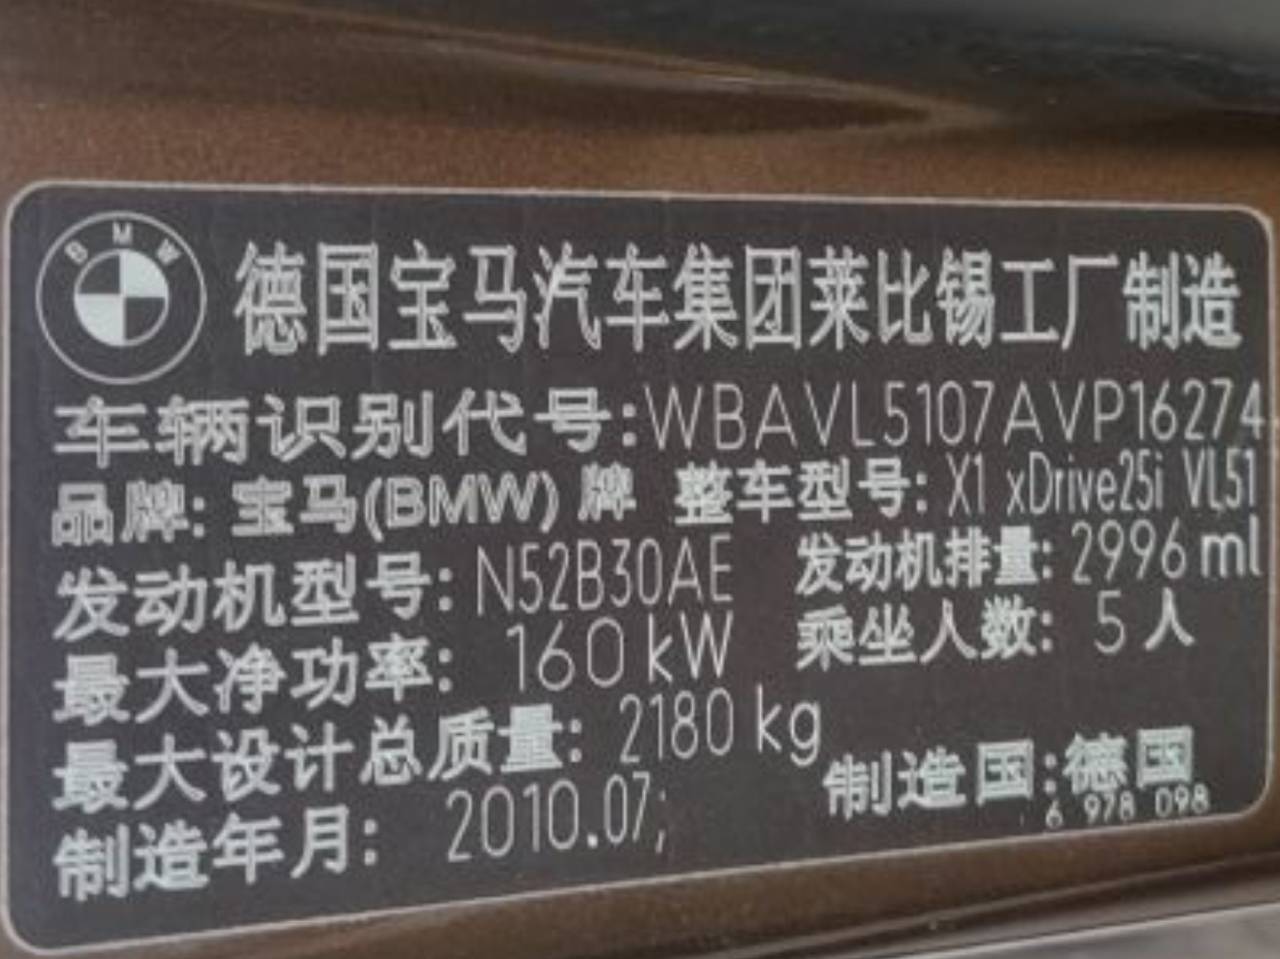 BMW
德国宝马汽车集团莱比锡工厂制造
车辆识别代号:WBAVL5107AVP16274
品牌: 宝马(BMW) 牌 整车型号: X1 xDrive25i VL51
发动机型号: N52B30AE 发动机排量: 2996 ml
最大净功率: 160 kW 乘坐人数: 5 人
最大设计总质量: 2180 kg
制造年月: 2010.07; 制造国:德国
6 978 098